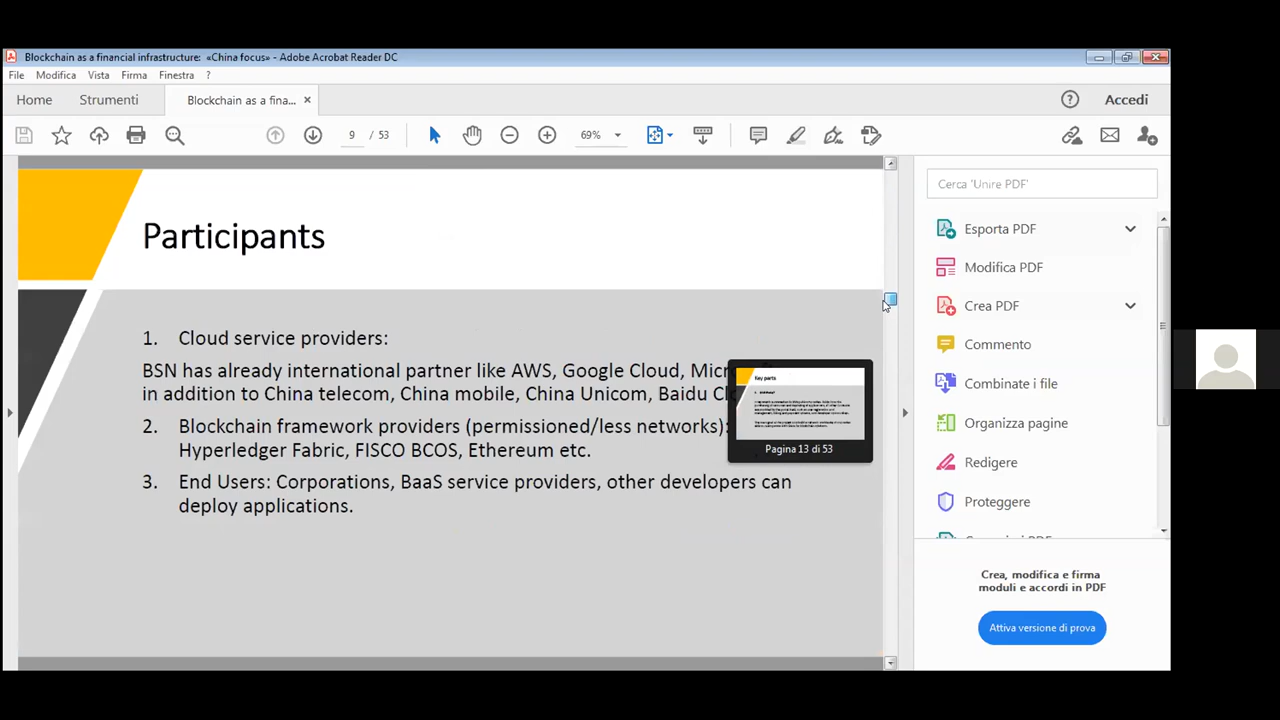 Blockchain as a financial infrastructure: «China focus» - Adobe Acrobat Reader DC
File Modifica Vista Firma Finestra ?
Home Strumenti Blockchain as a fina... × Accedi
9 / 53 69%
Cerca 'Unire PDF'
Participants
1. Cloud service providers:
BSN has already international partner like AWS, Google Cloud,
in addition to China telecom, China mobile, China Unicom, Baidu
2. Blockchain framework providers (permissioned/less networks):
Hyperledger Fabric, FISCO BCOS, Ethereum etc.
3. End Users: Corporations, BaaS service providers, other developers can
deploy applications.
Key parts
Pagina 13 di 53
Esporta PDF
Modifica PDF
Crea PDF
Commento
Combinate i file
Organizza pagine
Redigere
Proteggere
Crea, modifica e firma
moduli e accordi in PDF
Attiva versione di prova